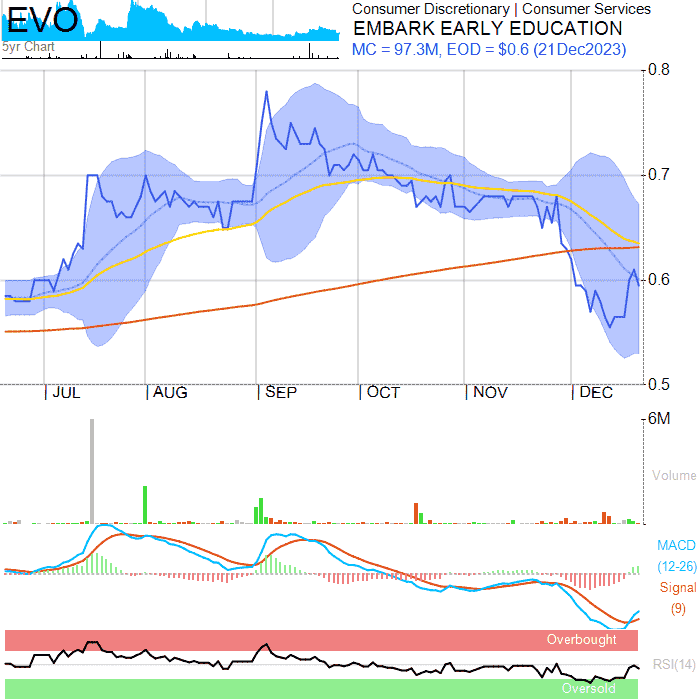 EVO
Consumer Discretionary | Consumer Services
EMBARK EARLY EDUCATION
MC = 97.3M, EOD = $0.6 (21Dec2023)
5yr Chart
0.8
0.7
0.6
0.5
JUL AUG SEP OCT NOV DEC
6M
Volume
MACD
(12-26)
Signal
(9)
Overbought
RSI(14)
Oversold